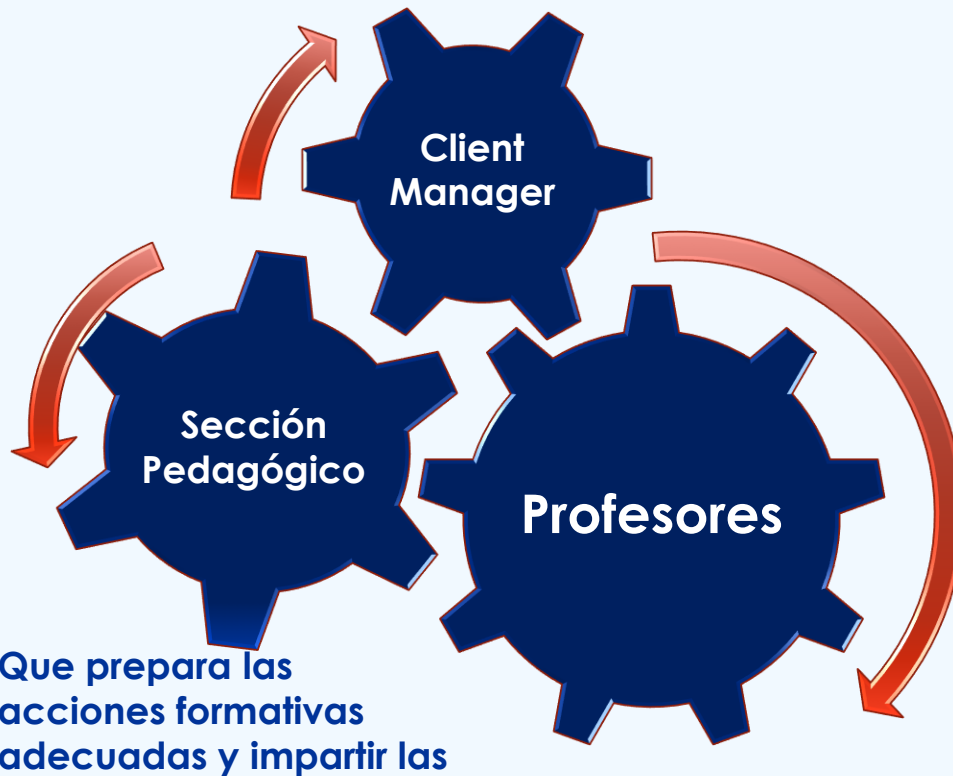 Client
Manager
Sección
Pedagógico
Profesores
Que prepara las
acciones formativas
adecuadas y impartir las